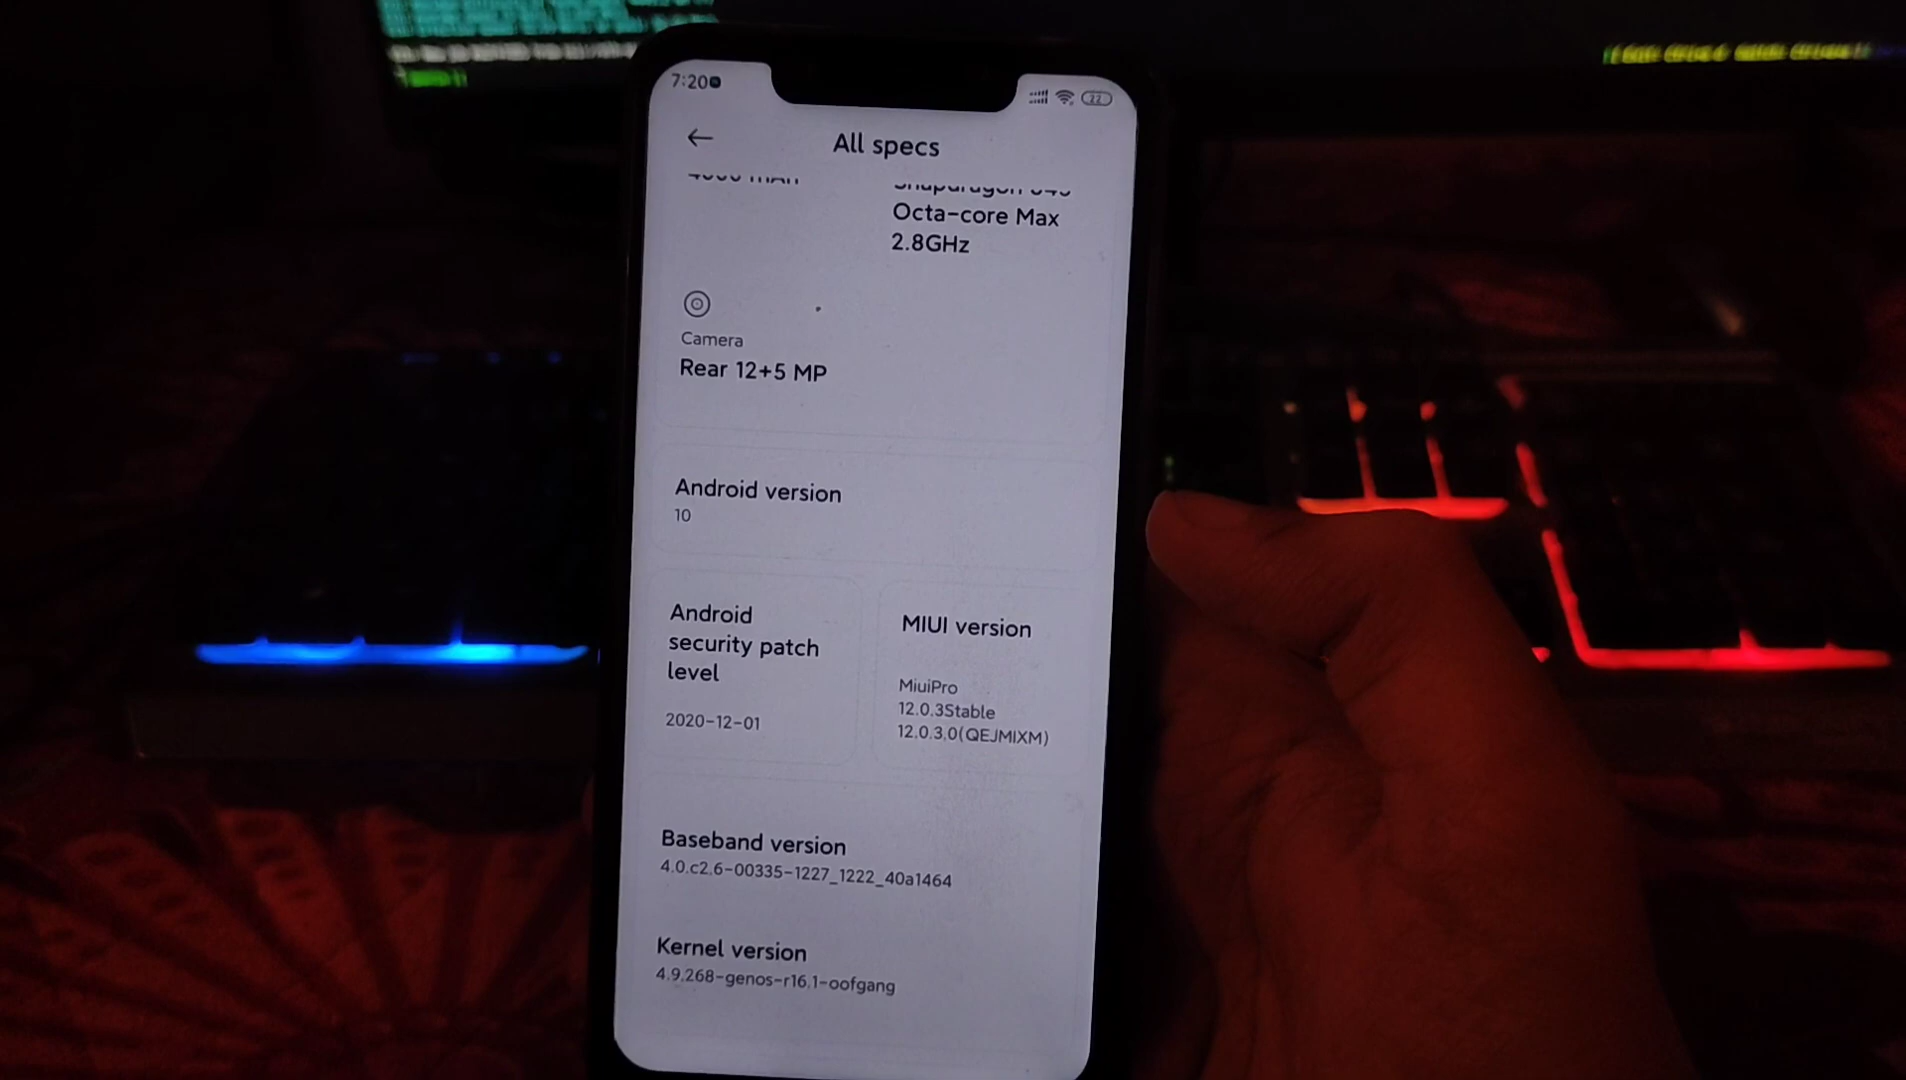 7:20
22
All specs
Octa-core Max
2.8GHz
Camera
Rear 12+5 MP
Android version
10
Android
security patch
level
2020-12-01
MIUI version
MiuiPro
12.0.3Stable
12.0.3.0(QEJMIXM)
Baseband version
4.0.c2.6-00335-1227_1222_40a1464
Kernel version
4.9.268-genos-r16.1-oofgang